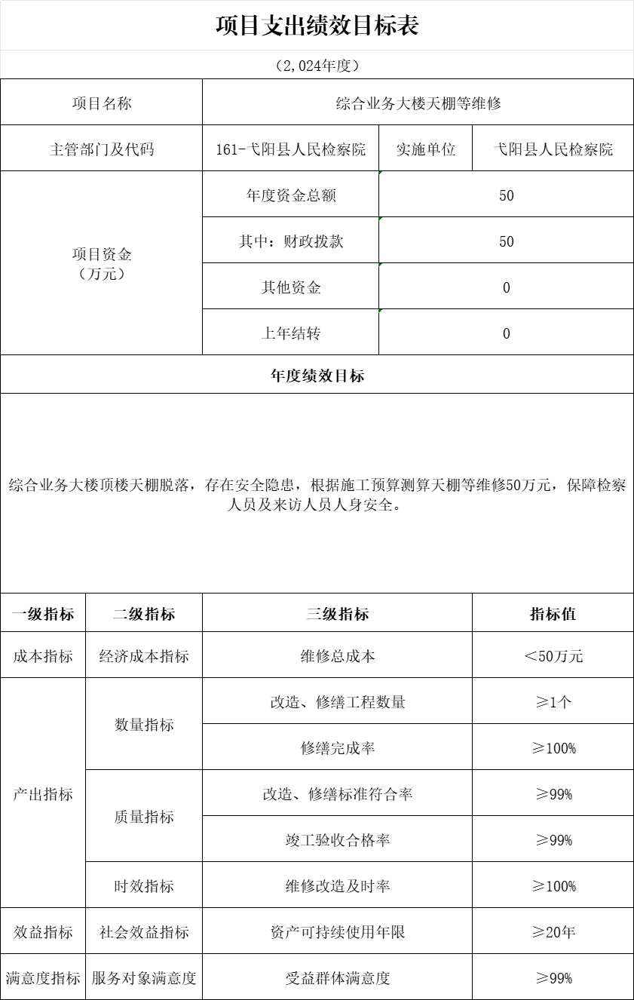 项目支出绩效目标表
（2,024年度）
项目名称 综合业务大楼天棚等维修
主管部门及代码 161-弋阳县人民检察院 实施单位 弋阳县人民检察院
项目资金
（万元）
年度资金总额 50
其中：财政拨款 50
其他资金 0
上年结转 0
年度绩效目标
综合业务大楼顶楼天棚脱落，存在安全隐患，根据施工预算测算天棚等维修50万元，保障检察
人员及来访人员人身安全。
一级指标 二级指标 三级指标 指标值
成本指标 经济成本指标 维修总成本 ＜50万元
产出指标 数量指标 改造、修缮工程数量 ≥1个
修缮完成率 ≥100%
质量指标 改造、修缮标准符合率 ≥99%
竣工验收合格率 ≥99%
时效指标 维修改造及时率 ≥100%
效益指标 社会效益指标 资产可持续使用年限 ≥20年
满意度指标 服务对象满意度 受益群体满意度 ≥99%